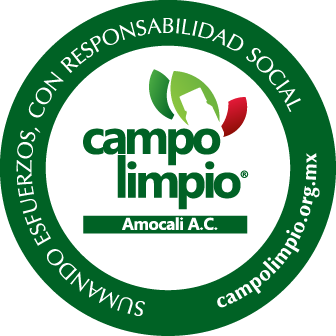 SUMANDO ESFUERZOS, CON RESPONSABILIDAD SOCIAL
campo
limpio®
Amocali A.C.
campolimpio.org.mx